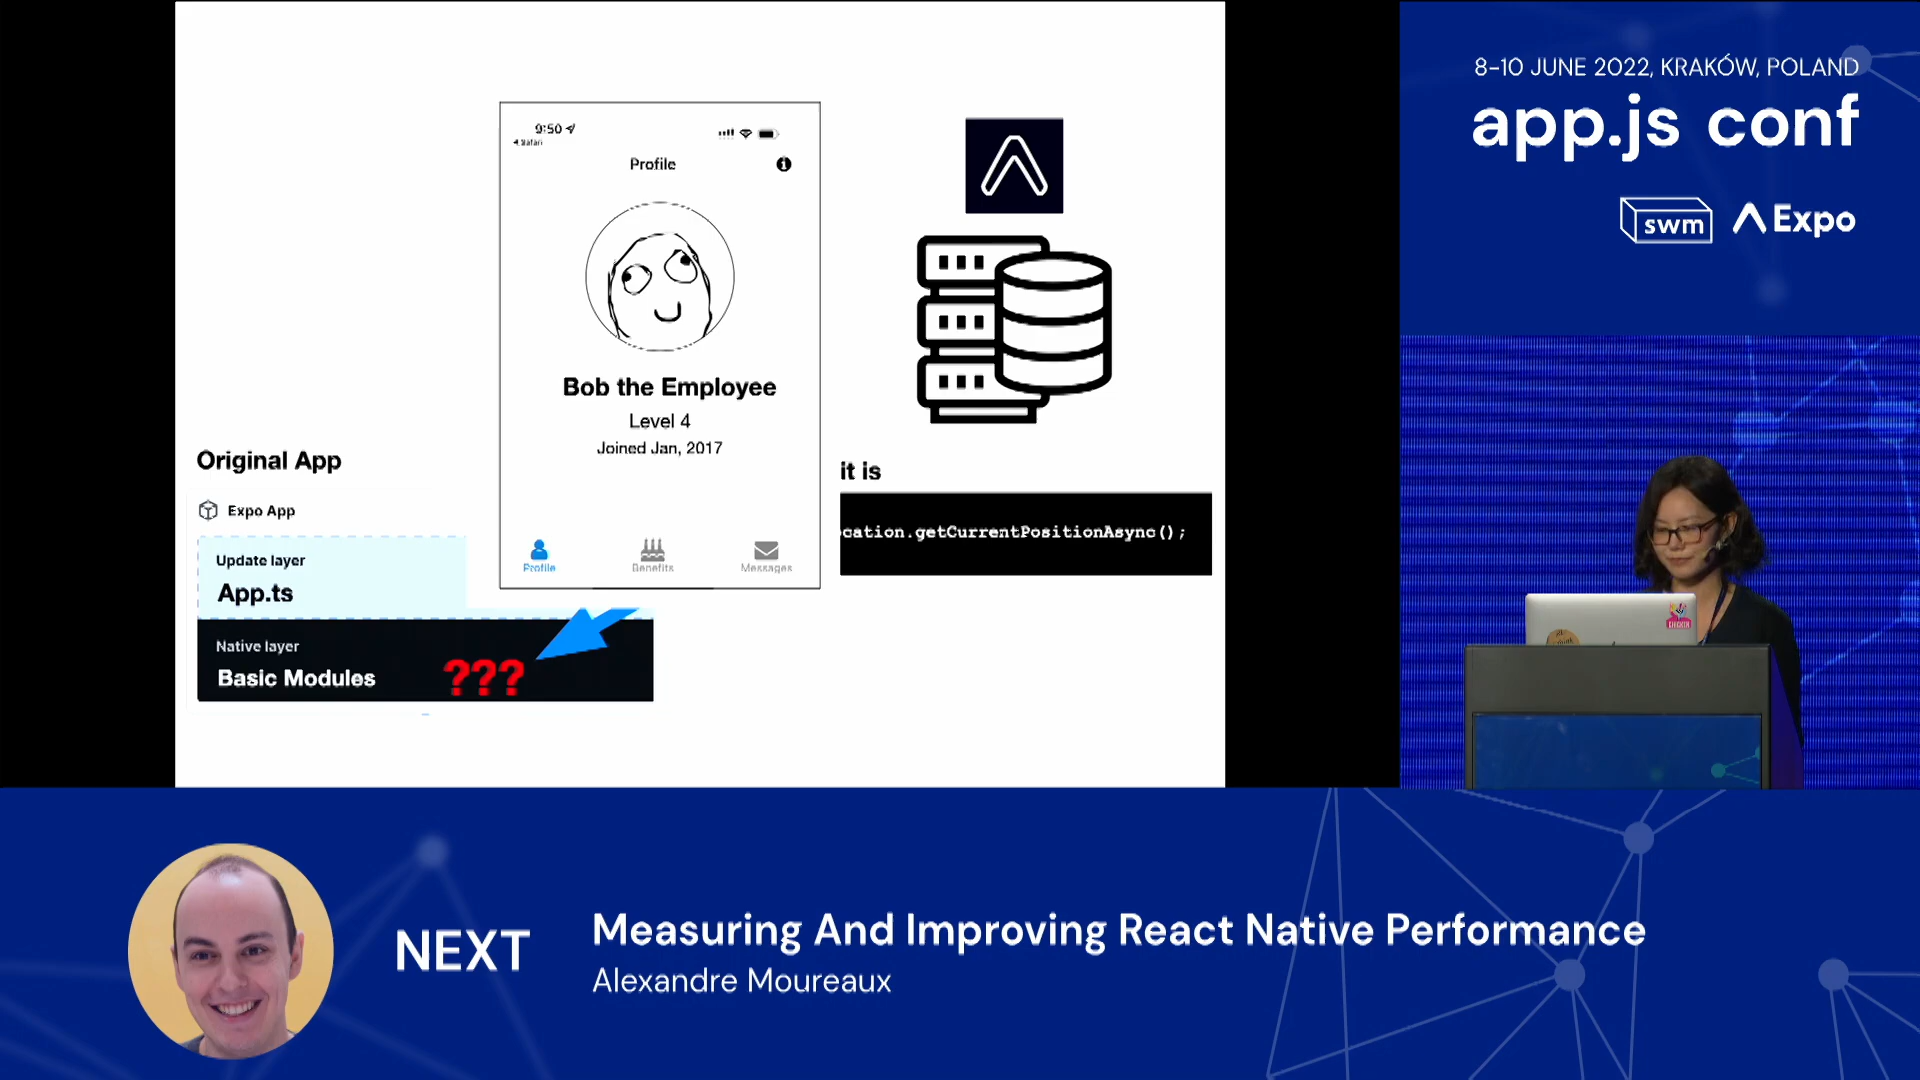 9:50
Safari
Profile
Bob the Employee
Level 4
Joined Jan, 2017
Profile
Benefits
Messages
Original App
Expo App
Update layer
App.ts
Native layer
Basic Modules
???
it is
cation.getCurrentPositionAsync();
8-10 JUNE 2022, KRAKÓW, POLAND
app.js conf
swm
Expo
NEXT
Measuring And Improving React Native Performance
Alexandre Moureaux